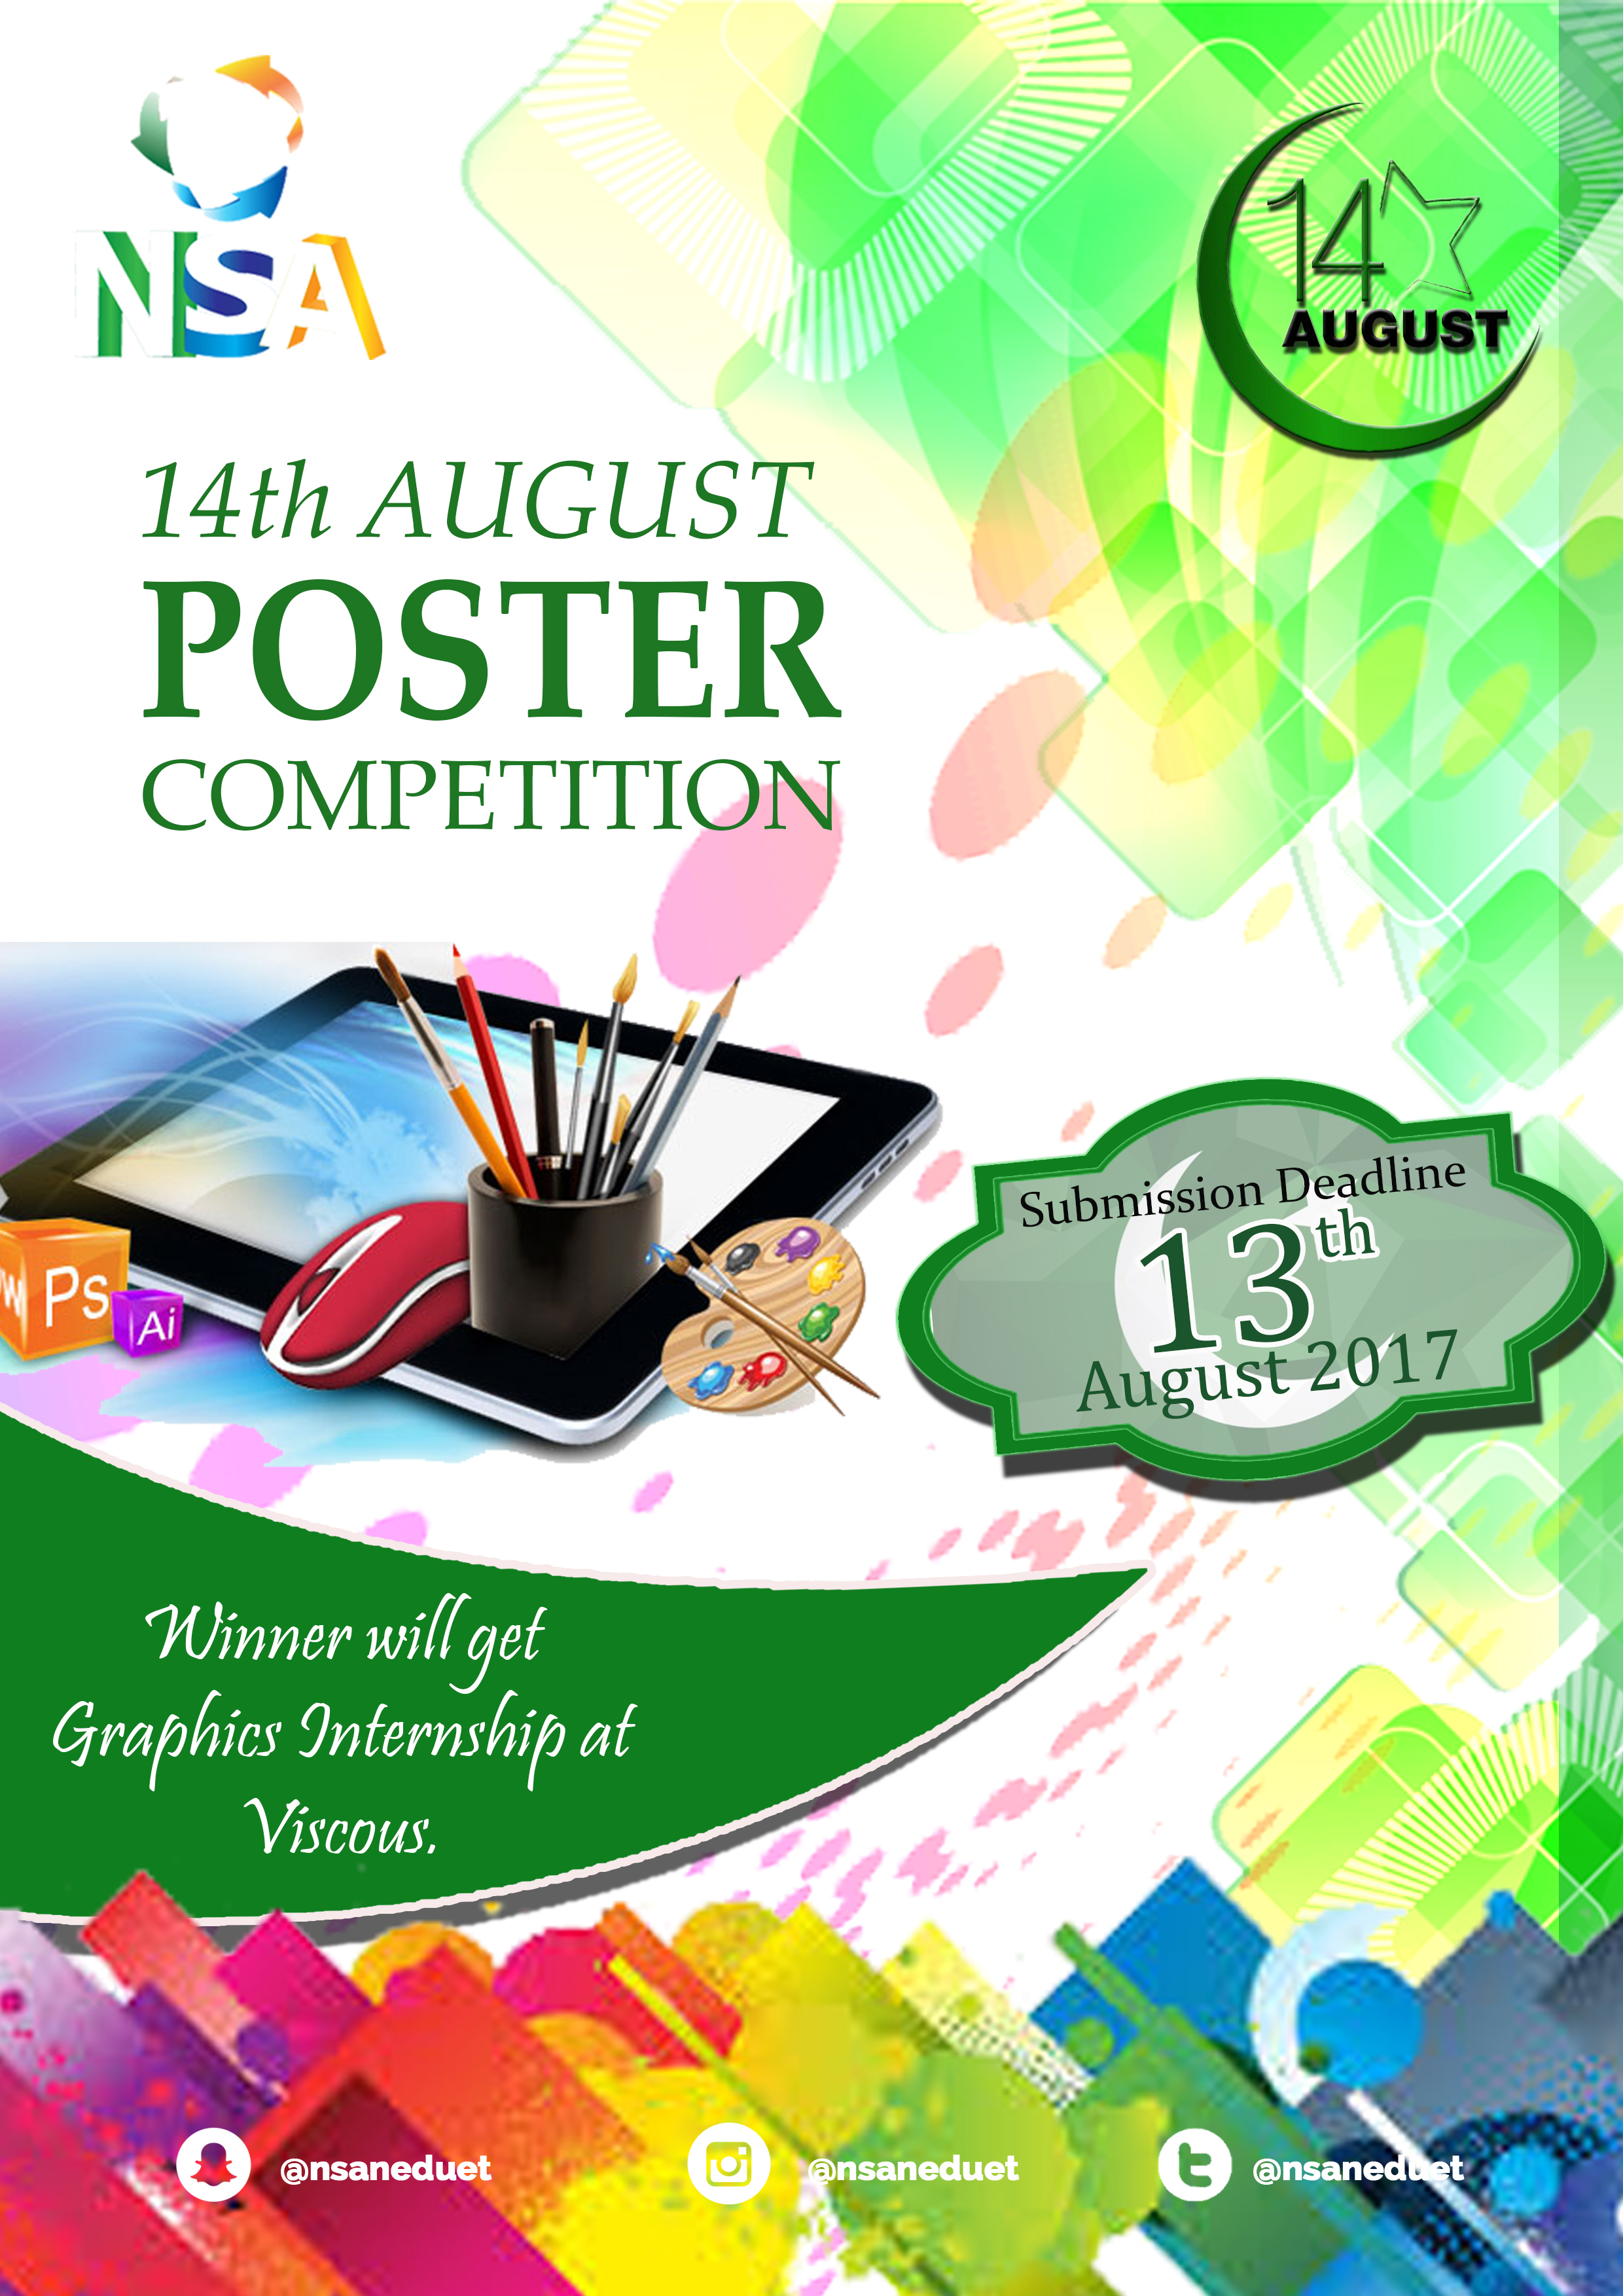 NSA
14
AUGUST
14th AUGUST
POSTER
COMPETITION
Ps
Ai
Submission Deadline
13th
August 2017
Winner will get
Graphics Internship at
Viscous.
@nsaneduet
@nsaneduet
@nsaneduet